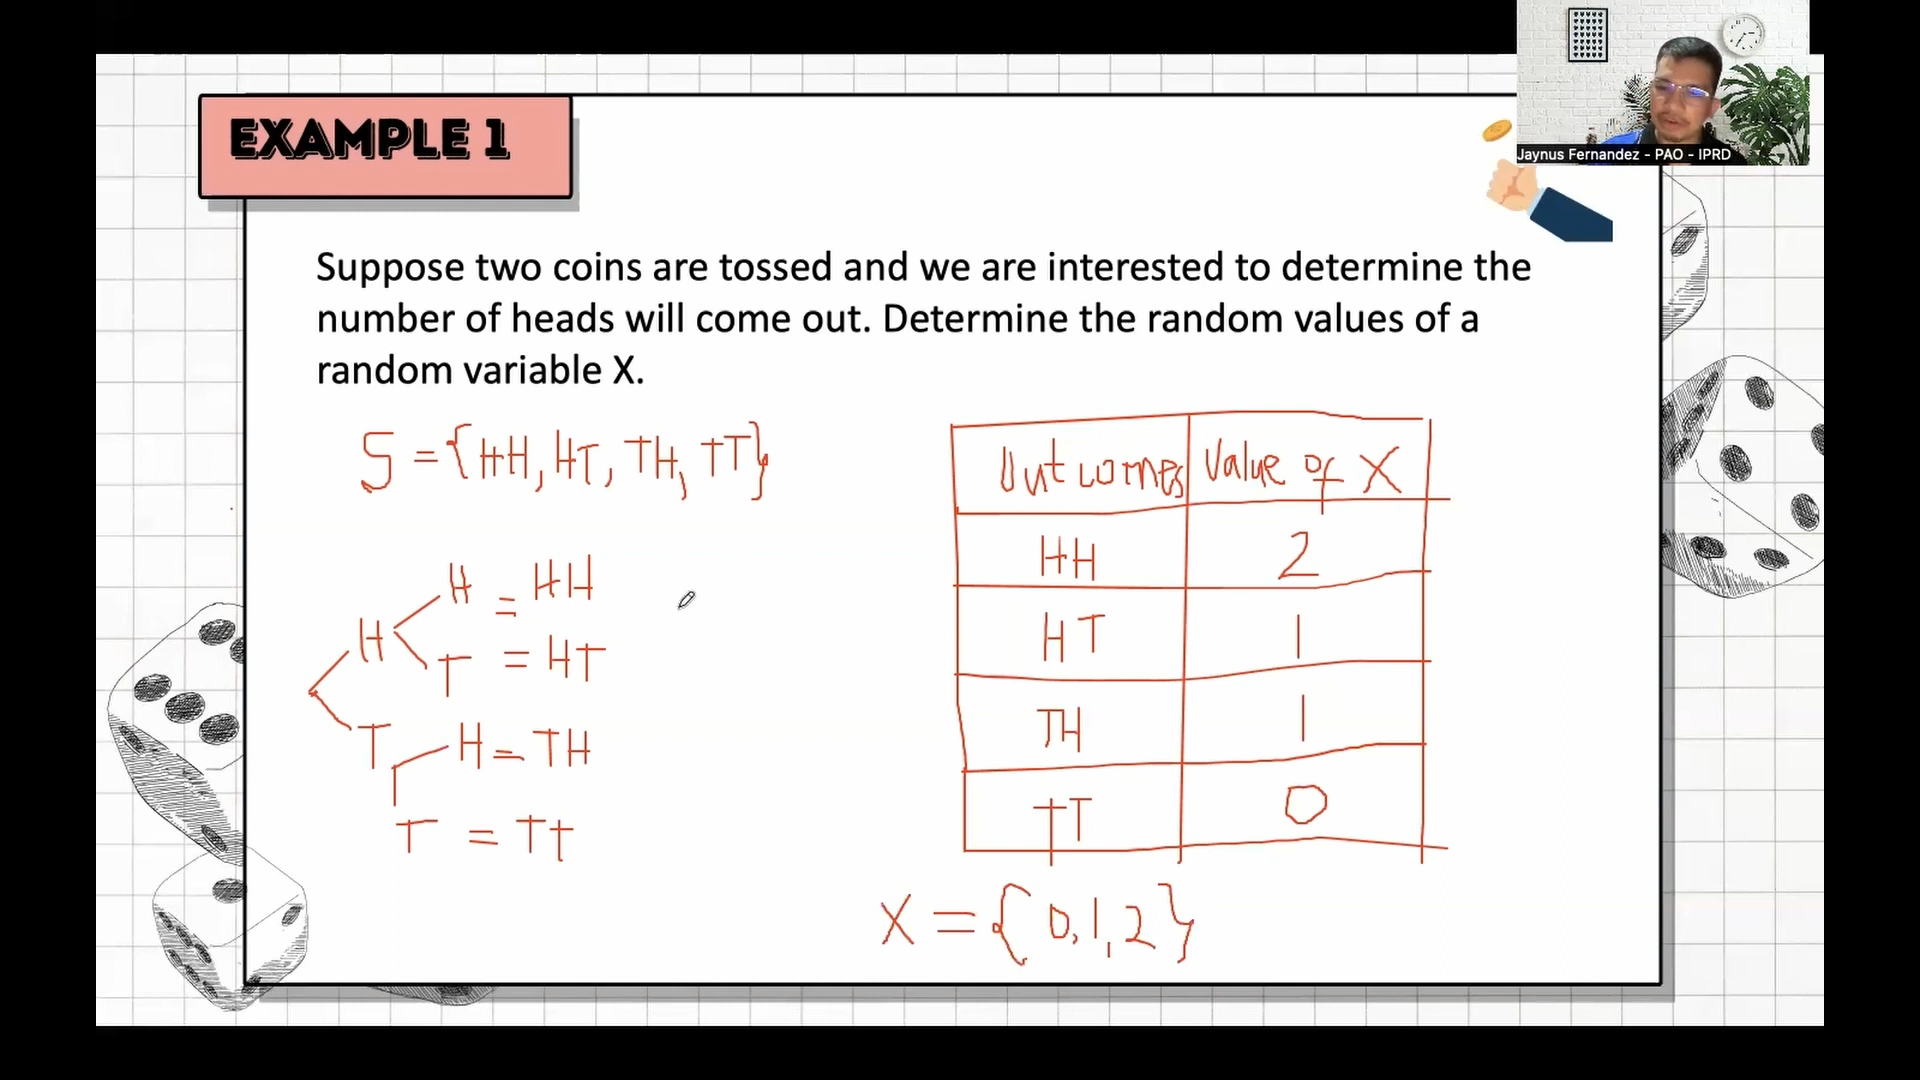 Jaynus Fernandez - PAO - IPRD
EXAMPLE 1
Suppose two coins are tossed and we are interested to determine the
number of heads will come out. Determine the random values of a
random variable X.
S = {HH, HT, TH, TT}
H = HH
H
T = HT
T H = TH
T = Tt
Outcomes Value of X
HH 2
HT 1
TH 1
TT 0
X = {0,1,2}